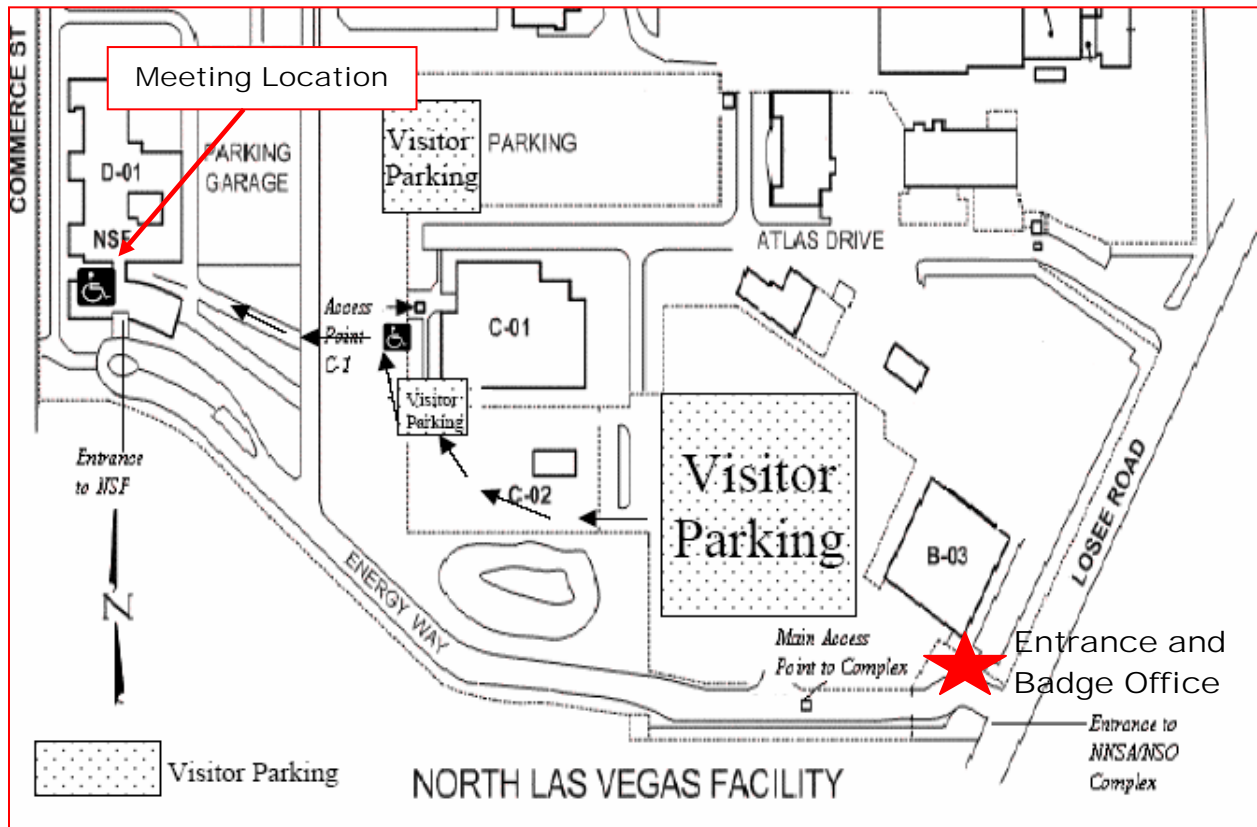 COMMERCE ST
Meeting Location
D-01
NSF
PARKING
GARAGE
Visitor
Parking
PARKING
ATLAS DRIVE
Access
Point
C-1
C-01
Visitor
Parking
C-02
Visitor
Parking
B-03
LOSEE ROAD
Entrance
to NSF
N
ENERGY WAY
Main Access
Point to Complex
Entrance and
Badge Office
Entrance to
NNSA/NSO
Complex
Visitor Parking
NORTH LAS VEGAS FACILITY